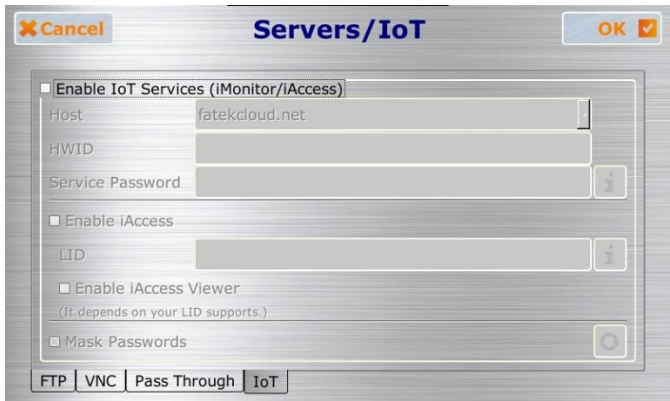 Cancel
Servers/IoT
OK
Enable IoT Services (iMonitor/iAccess)
Host
fatekcloud.net
HWID
Service Password
i
Enable iAccess
LID
i
Enable iAccess Viewer
(It depends on your LID supports.)
Mask Passwords
FTP
VNC
Pass Through
IoT